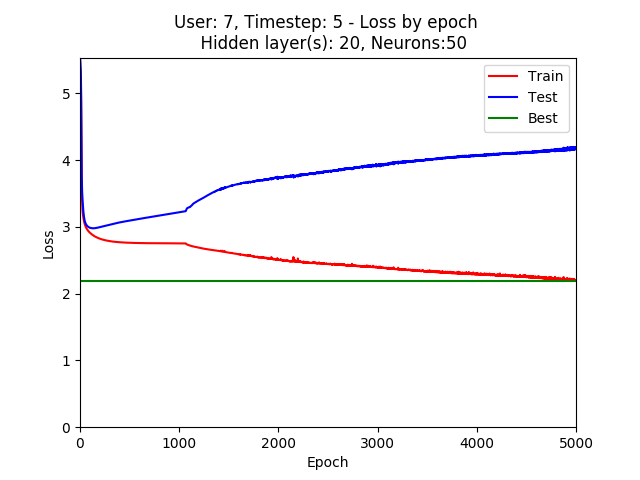 User: 7, Timestep: 5 - Loss by epoch
Hidden layer(s): 20, Neurons:50
Train
Test
Best
5
4
3
2
1
0
Loss
0 1000 2000 3000 4000 5000
Epoch